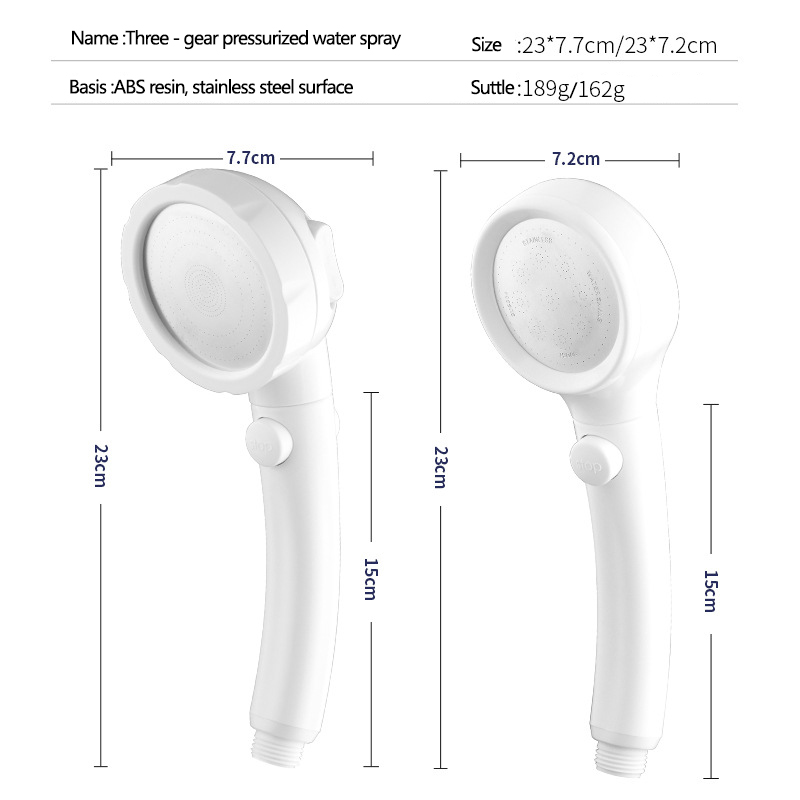 Name :Three - gear pressurized water spray
Size :23*7.7cm/23*7.2cm
Basis :ABS resin, stainless steel surface
Suttle:189g/162g
7.7cm
7.2cm
23cm
15cm
23cm
15cm
stop
stop